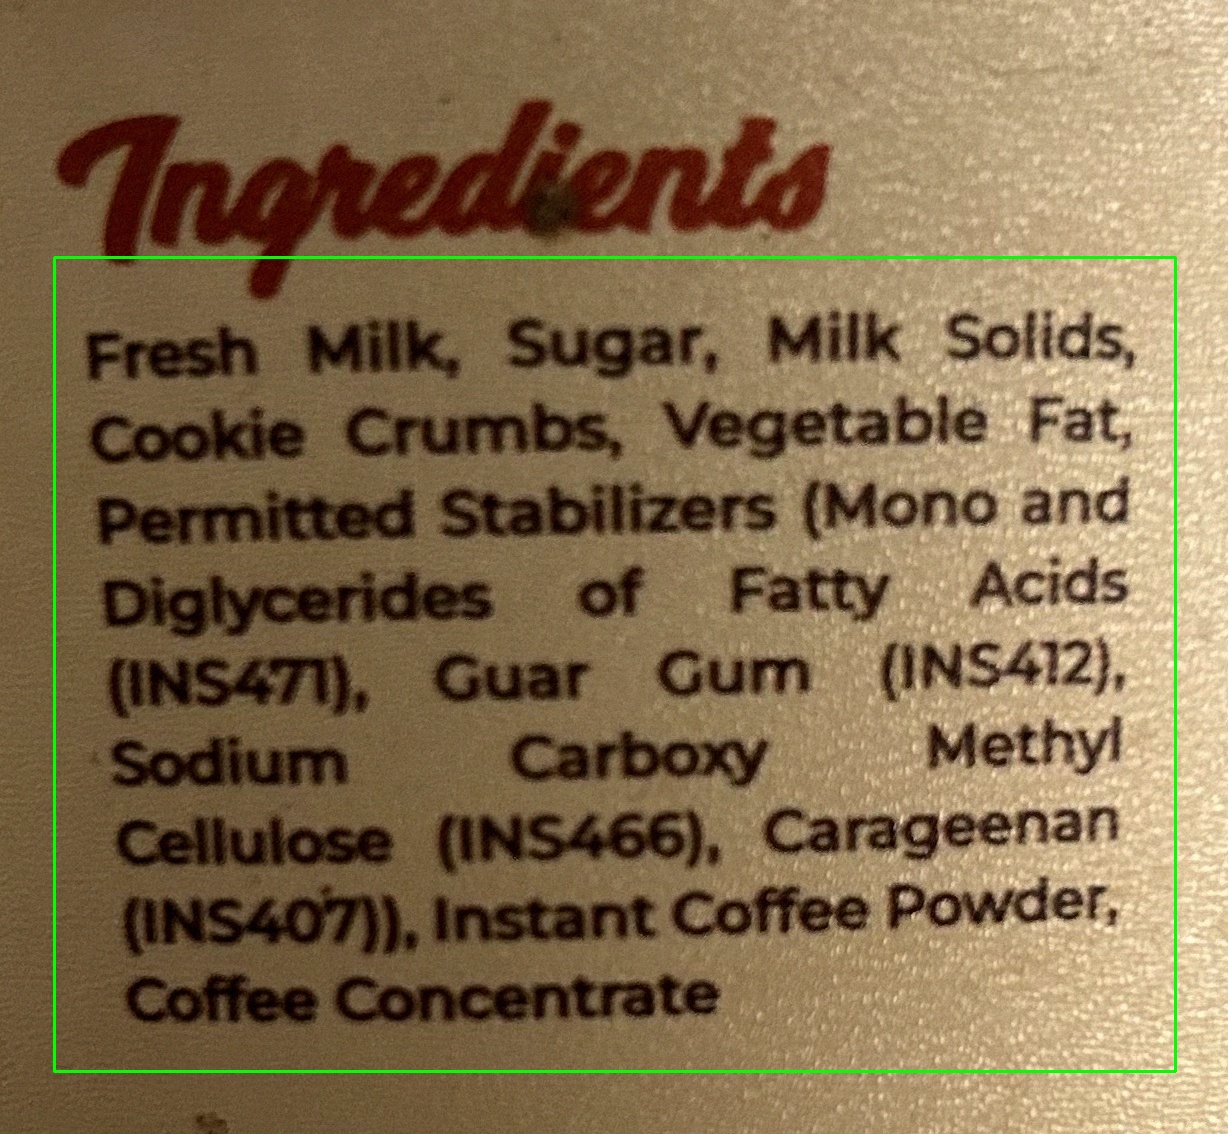 Ingredients
Fresh Milk, Sugar, Milk Solids,
Cookie Crumbs, Vegetable Fat,
Permitted Stabilizers (Mono and
Diglycerides of Fatty Acids
(INS471), Guar Gum (INS412),
Sodium Carboxy Methyl
Cellulose (INS466), Carageenan
(INS407)), Instant Coffee Powder,
Coffee Concentrate